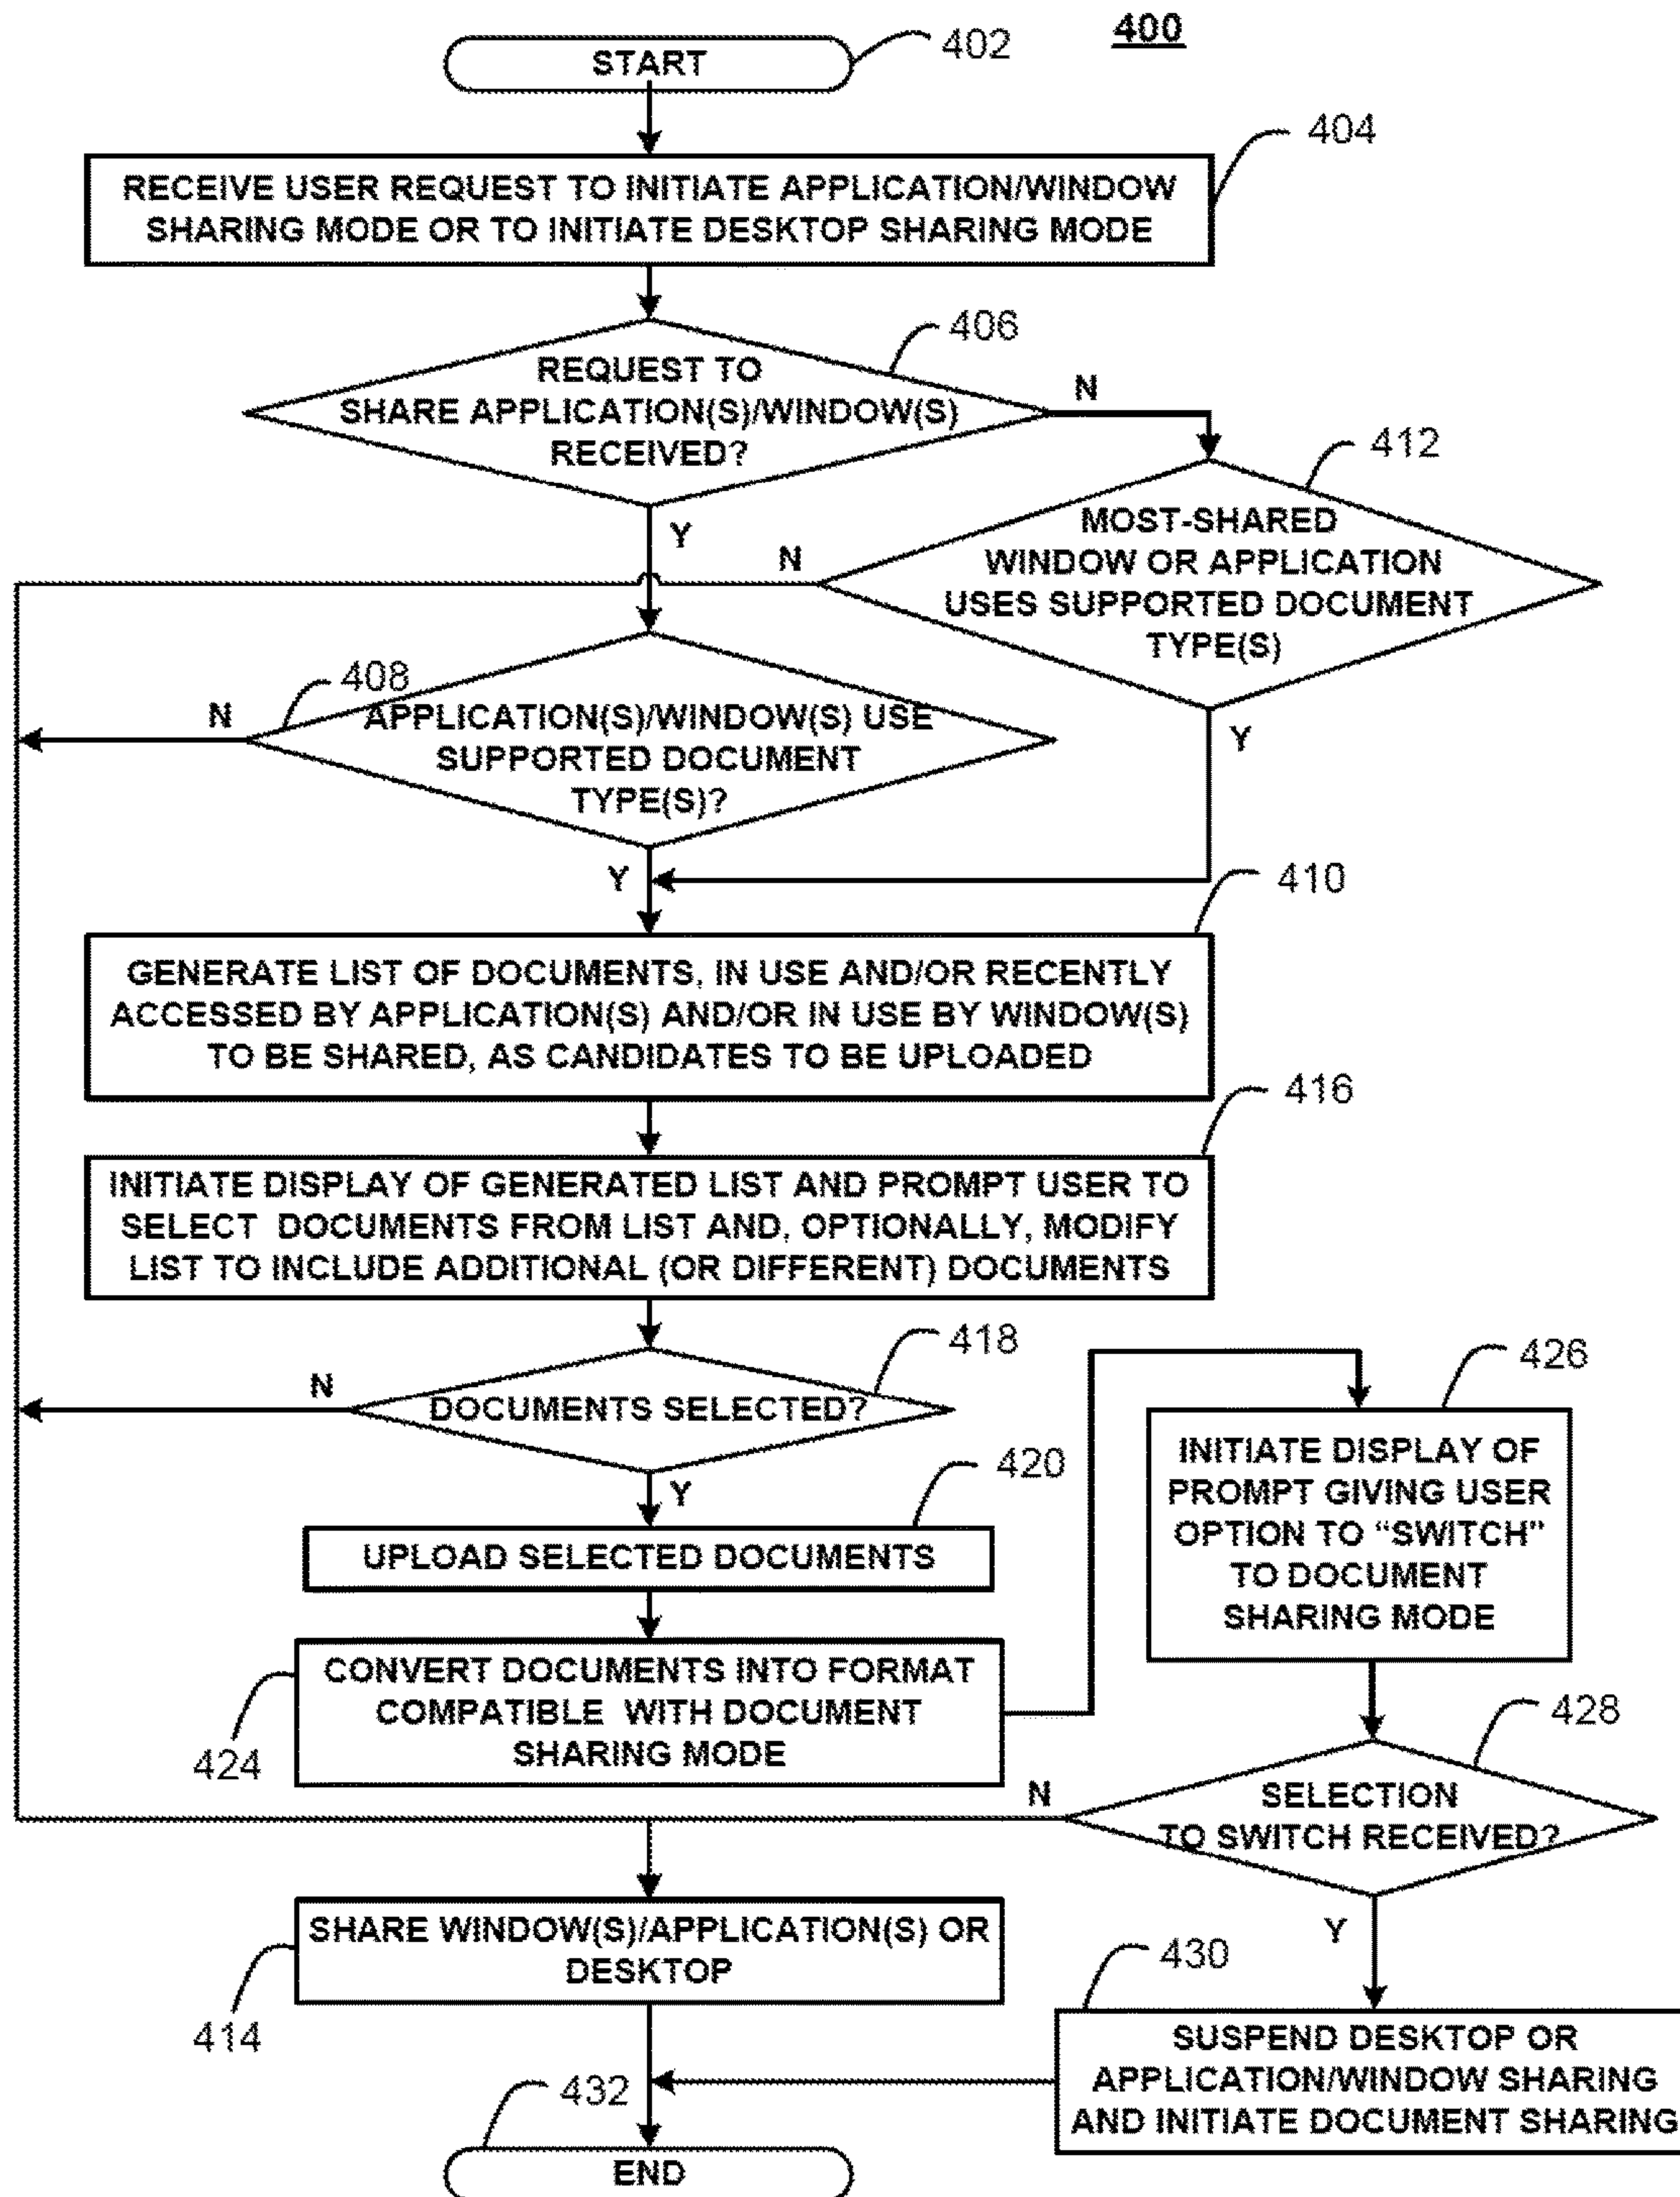 400
START
402
404
RECEIVE USER REQUEST TO INITIATE APPLICATION/WINDOW
SHARING MODE OR TO INITIATE DESKTOP SHARING MODE
406
REQUEST TO
SHARE APPLICATION(S)/WINDOW(S)
RECEIVED?
N
Y
412
MOST-SHARED
WINDOW OR APPLICATION
USES SUPPORTED DOCUMENT
TYPE(S)
N
Y
408
APPLICATION(S)/WINDOW(S) USE
SUPPORTED DOCUMENT
TYPE(S)?
N
Y
410
GENERATE LIST OF DOCUMENTS, IN USE AND/OR RECENTLY
ACCESSED BY APPLICATION(S) AND/OR IN USE BY WINDOW(S)
TO BE SHARED, AS CANDIDATES TO BE UPLOADED
416
INITIATE DISPLAY OF GENERATED LIST AND PROMPT USER TO
SELECT DOCUMENTS FROM LIST AND, OPTIONALLY, MODIFY
LIST TO INCLUDE ADDITIONAL (OR DIFFERENT) DOCUMENTS
418
DOCUMENTS SELECTED?
N
Y
420
UPLOAD SELECTED DOCUMENTS
CONVERT DOCUMENTS INTO FORMAT
COMPATIBLE WITH DOCUMENT
SHARING MODE
424
426
INITIATE DISPLAY OF
PROMPT GIVING USER
OPTION TO “SWITCH”
TO DOCUMENT
SHARING MODE
428
SELECTION
TO SWITCH RECEIVED?
N
Y
SHARE WINDOW(S)/APPLICATION(S) OR
DESKTOP
414
430
SUSPEND DESKTOP OR
APPLICATION/WINDOW SHARING
AND INITIATE DOCUMENT SHARING
432
END